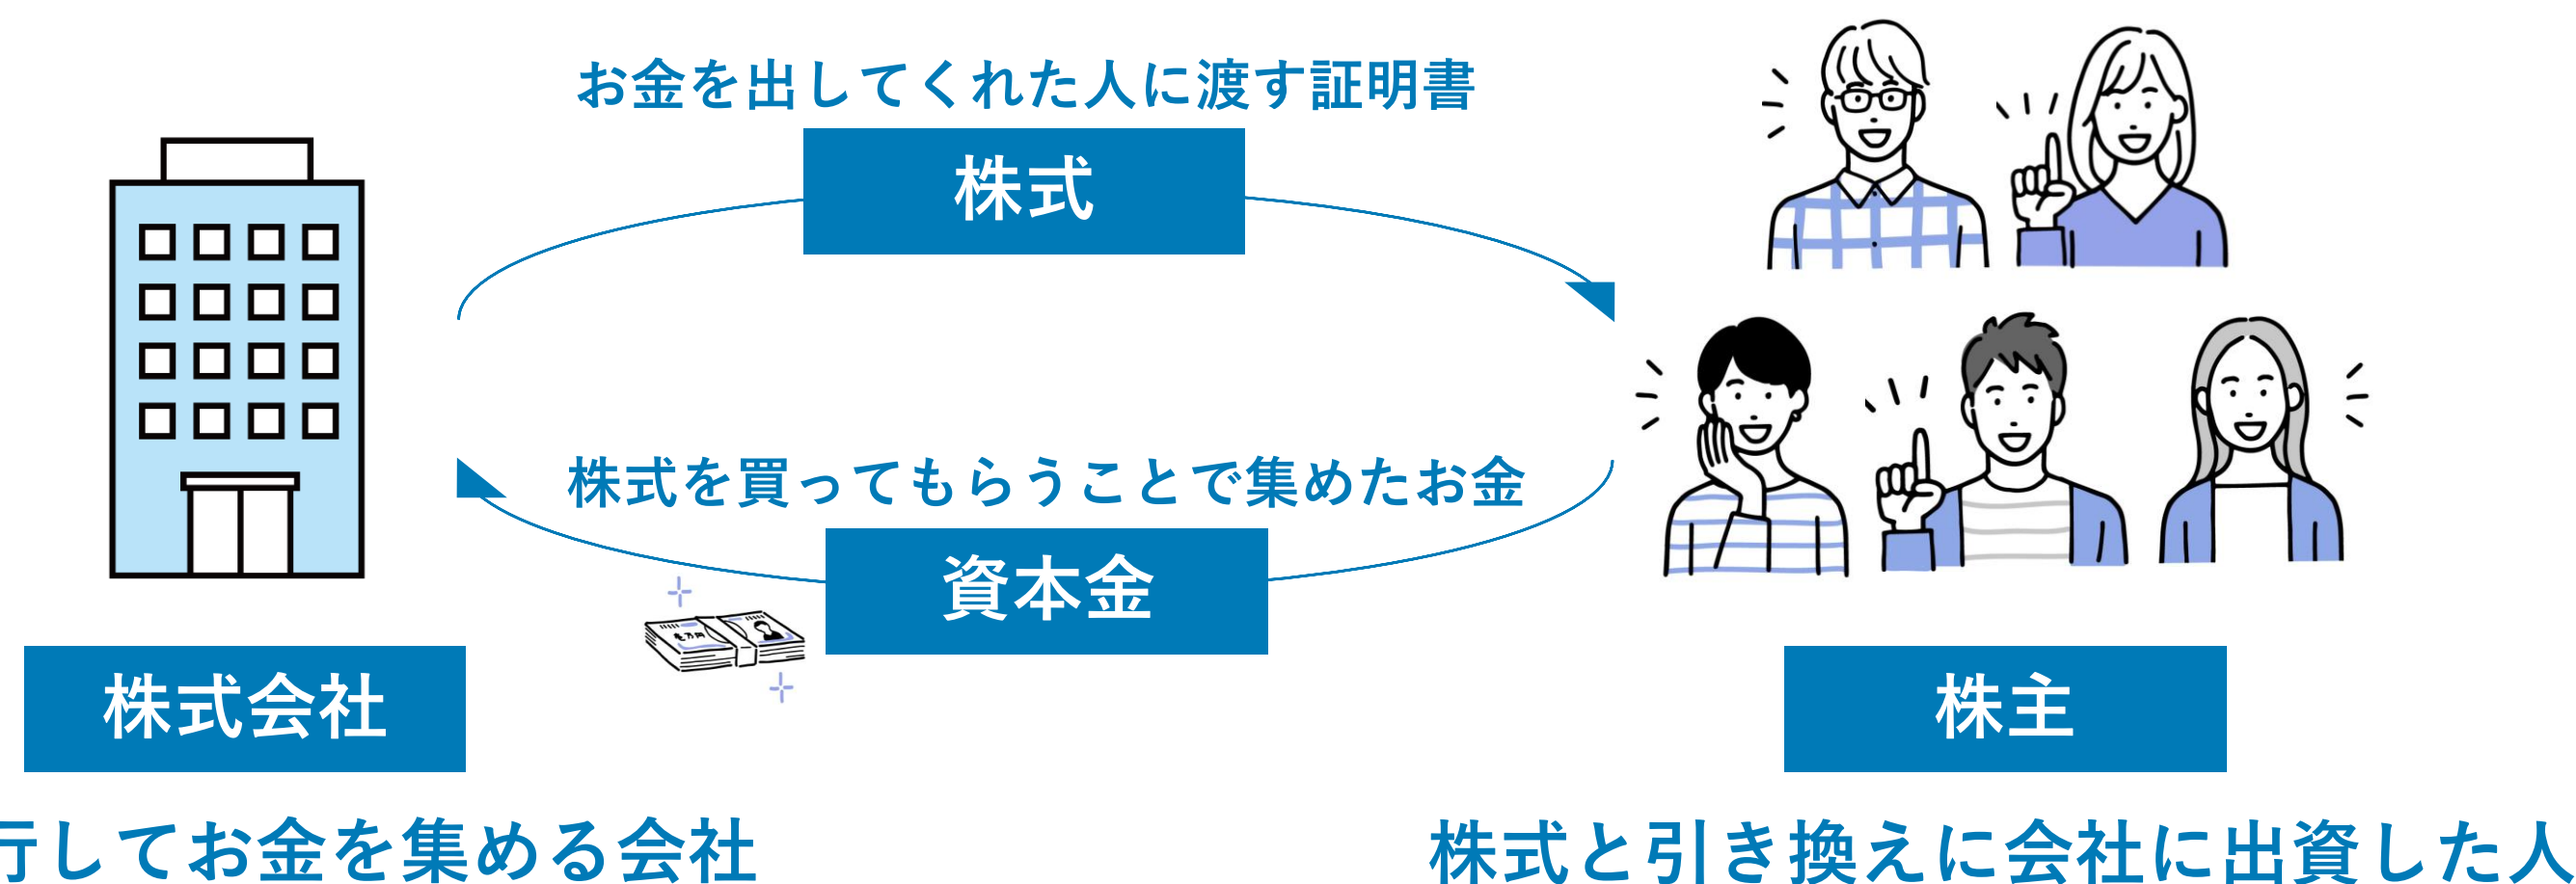 お金を出してくれた人に渡す証明書
株式
株式を買ってもらうことで集めたお金
資本金
壱万円
株式会社
株主
行してお金を集める会社
株式と引き換えに会社に出資した人